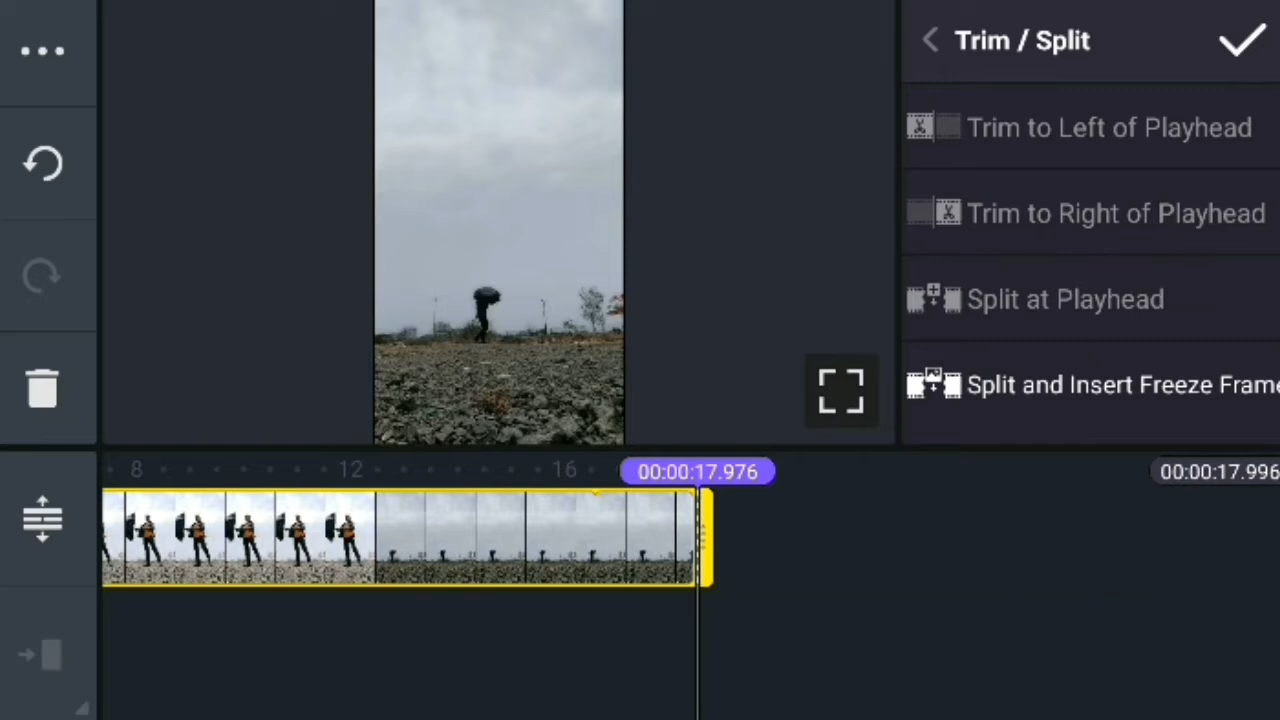 Trim / Split
Trim to Left of Playhead
Trim to Right of Playhead
Split at Playhead
Split and Insert Freeze Frame
8 12 16 00:00:17.976 00:00:17.996